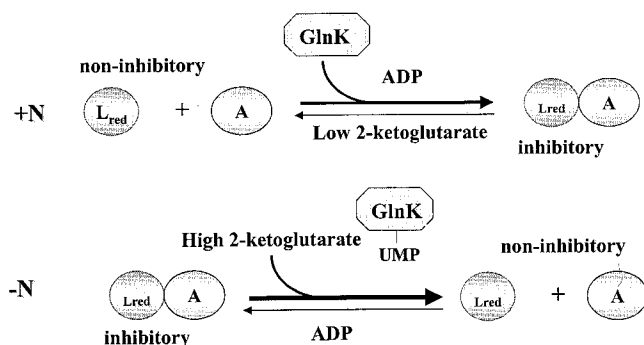 GlnK
non-inhibitory
ADP
+N
Lred
+
A
Lred
A
Low 2-ketoglutarate
inhibitory
GlnK
High 2-ketoglutarate
UMP
non-inhibitory
-N
Lred
A
Lred
+
A
inhibitory
ADP